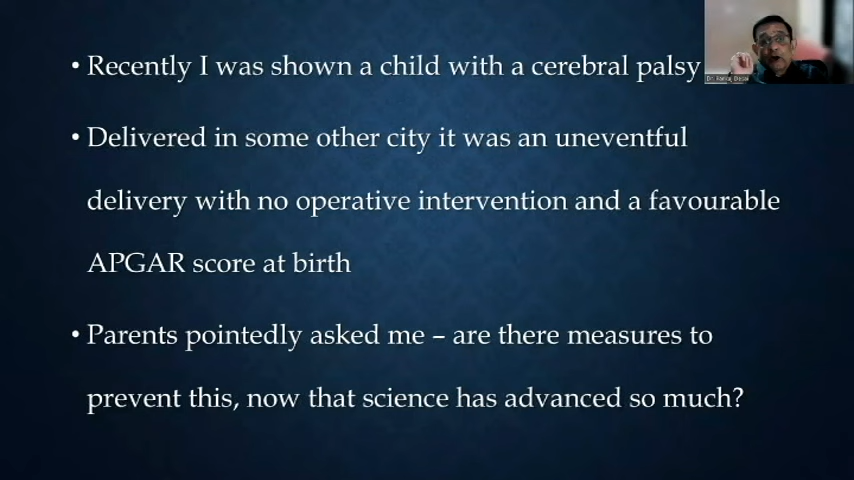 • Recently I was shown a child with a cerebral palsy
• Delivered in some other city it was an uneventful
delivery with no operative intervention and a favourable
APGAR score at birth
• Parents pointedly asked me – are there measures to
prevent this, now that science has advanced so much?
Dr.